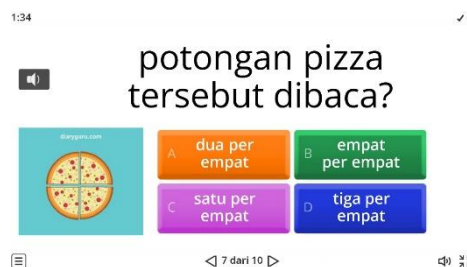 1:34
potongan pizza
tersebut dibaca?
diaryguru.com
A dua per
empat
B empat
per empat
C satu per
empat
D tiga per
empat
7 dari 10